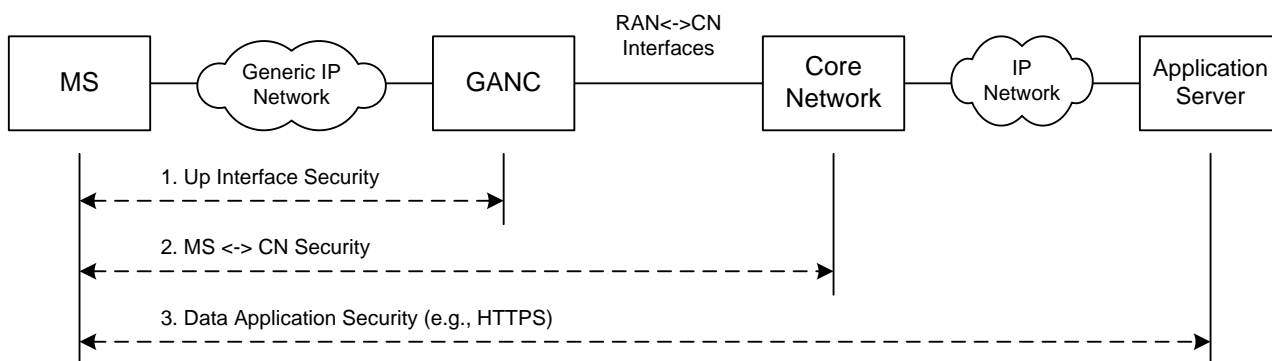 RAN<->CN
Interfaces
MS
Generic IP
Network
GANC
Core
Network
IP
Network
Application
Server
1. Up Interface Security
2. MS <-> CN Security
3. Data Application Security (e.g., HTTPS)